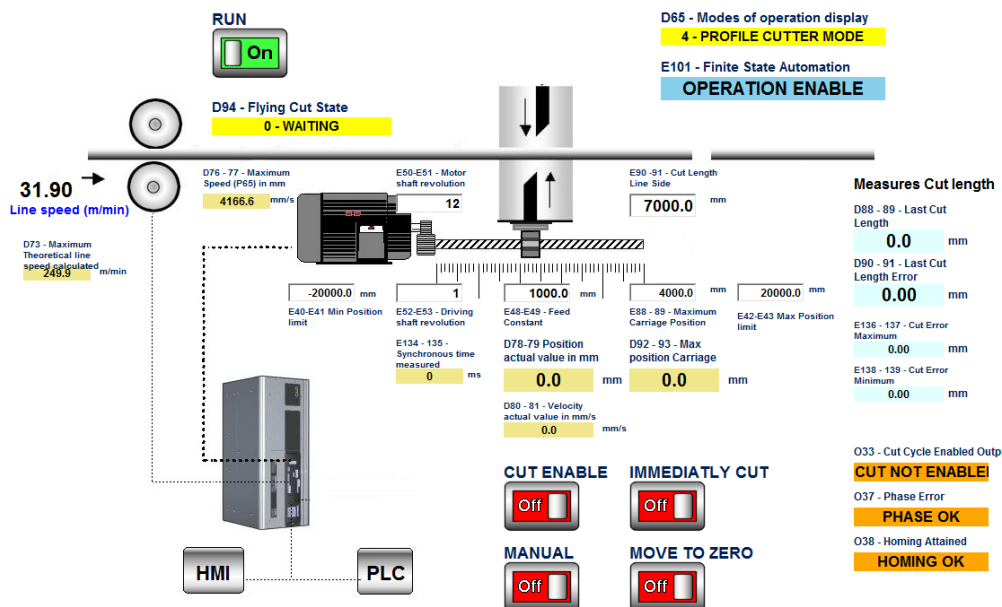 RUN
On
D65 - Modes of operation display
4 - PROFILE CUTTER MODE
E101 - Finite State Automation
OPERATION ENABLE
D94 - Flying Cut State
0 - WAITING
31.90
Line speed (m/min)
D76 - 77 - Maximum
Speed (P65) in mm
4166.6 mm/s
E50-E51 - Motor
shaft revolution
12
E90 -91 - Cut Length
Line Side
7000.0 mm
D73 - Maximum
Theoretical line
speed calculated
249.9 m/min
-20000.0 mm
E40-E41 Min Position
limit
1
E52-E53 - Driving
shaft revolution
1000.0 mm
E48-E49 - Feed
Constant
4000.0 mm
E88 - 89 - Maximum
Carriage Position
20000.0 mm
E42-E43 Max Position
limit
E134 - 135 -
Synchronous time
measured
0 ms
D78-79 Position
actual value in mm
0.0 mm
D92 - 93 - Max
position Carriage
0.0 mm
D80 - 81 - Velocity
actual value in mm/s
0.0 mm/s
Measures Cut length
D88 - 89 - Last Cut
Length
0.0 mm
D90 - 91 - Last Cut
Length Error
0.00 mm
E136 - 137 - Cut Error
Maximum
0.00 mm
E138 - 139 - Cut Error
Minimum
0.00 mm
CUT ENABLE
Off
IMMEDIATLY CUT
Off
MANUAL
Off
MOVE TO ZERO
Off
O33 - Cut Cycle Enabled Outp
CUT NOT ENABLE
O37 - Phase Error
PHASE OK
O38 - Homing Attained
HOMING OK
HMI
PLC